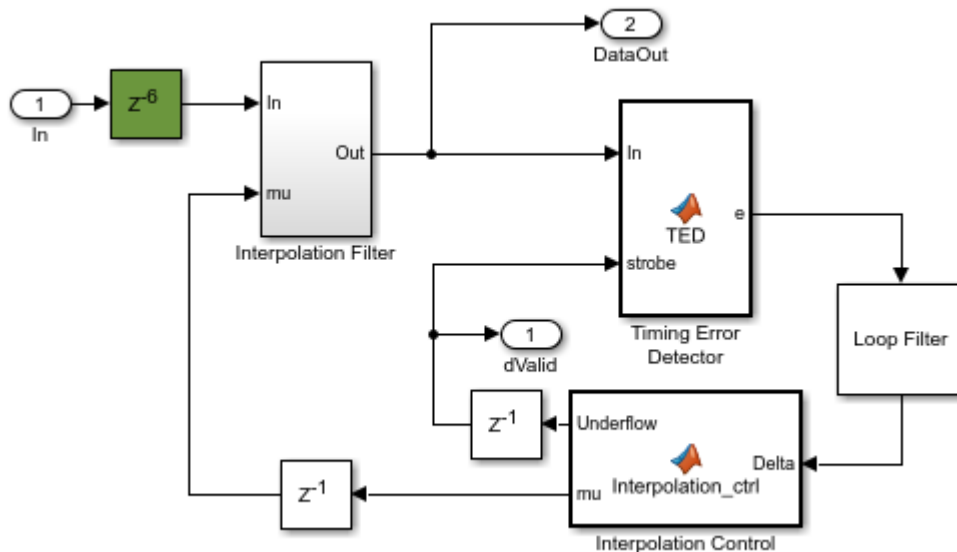 2
DataOut
1
In
z-6
In
Out
mu
Interpolation Filter
In
TED
e
strobe
Timing Error
Detector
Loop Filter
1
dValid
z-1
Underflow
Delta
Interpolation_ctrl
mu
z-1
Interpolation Control